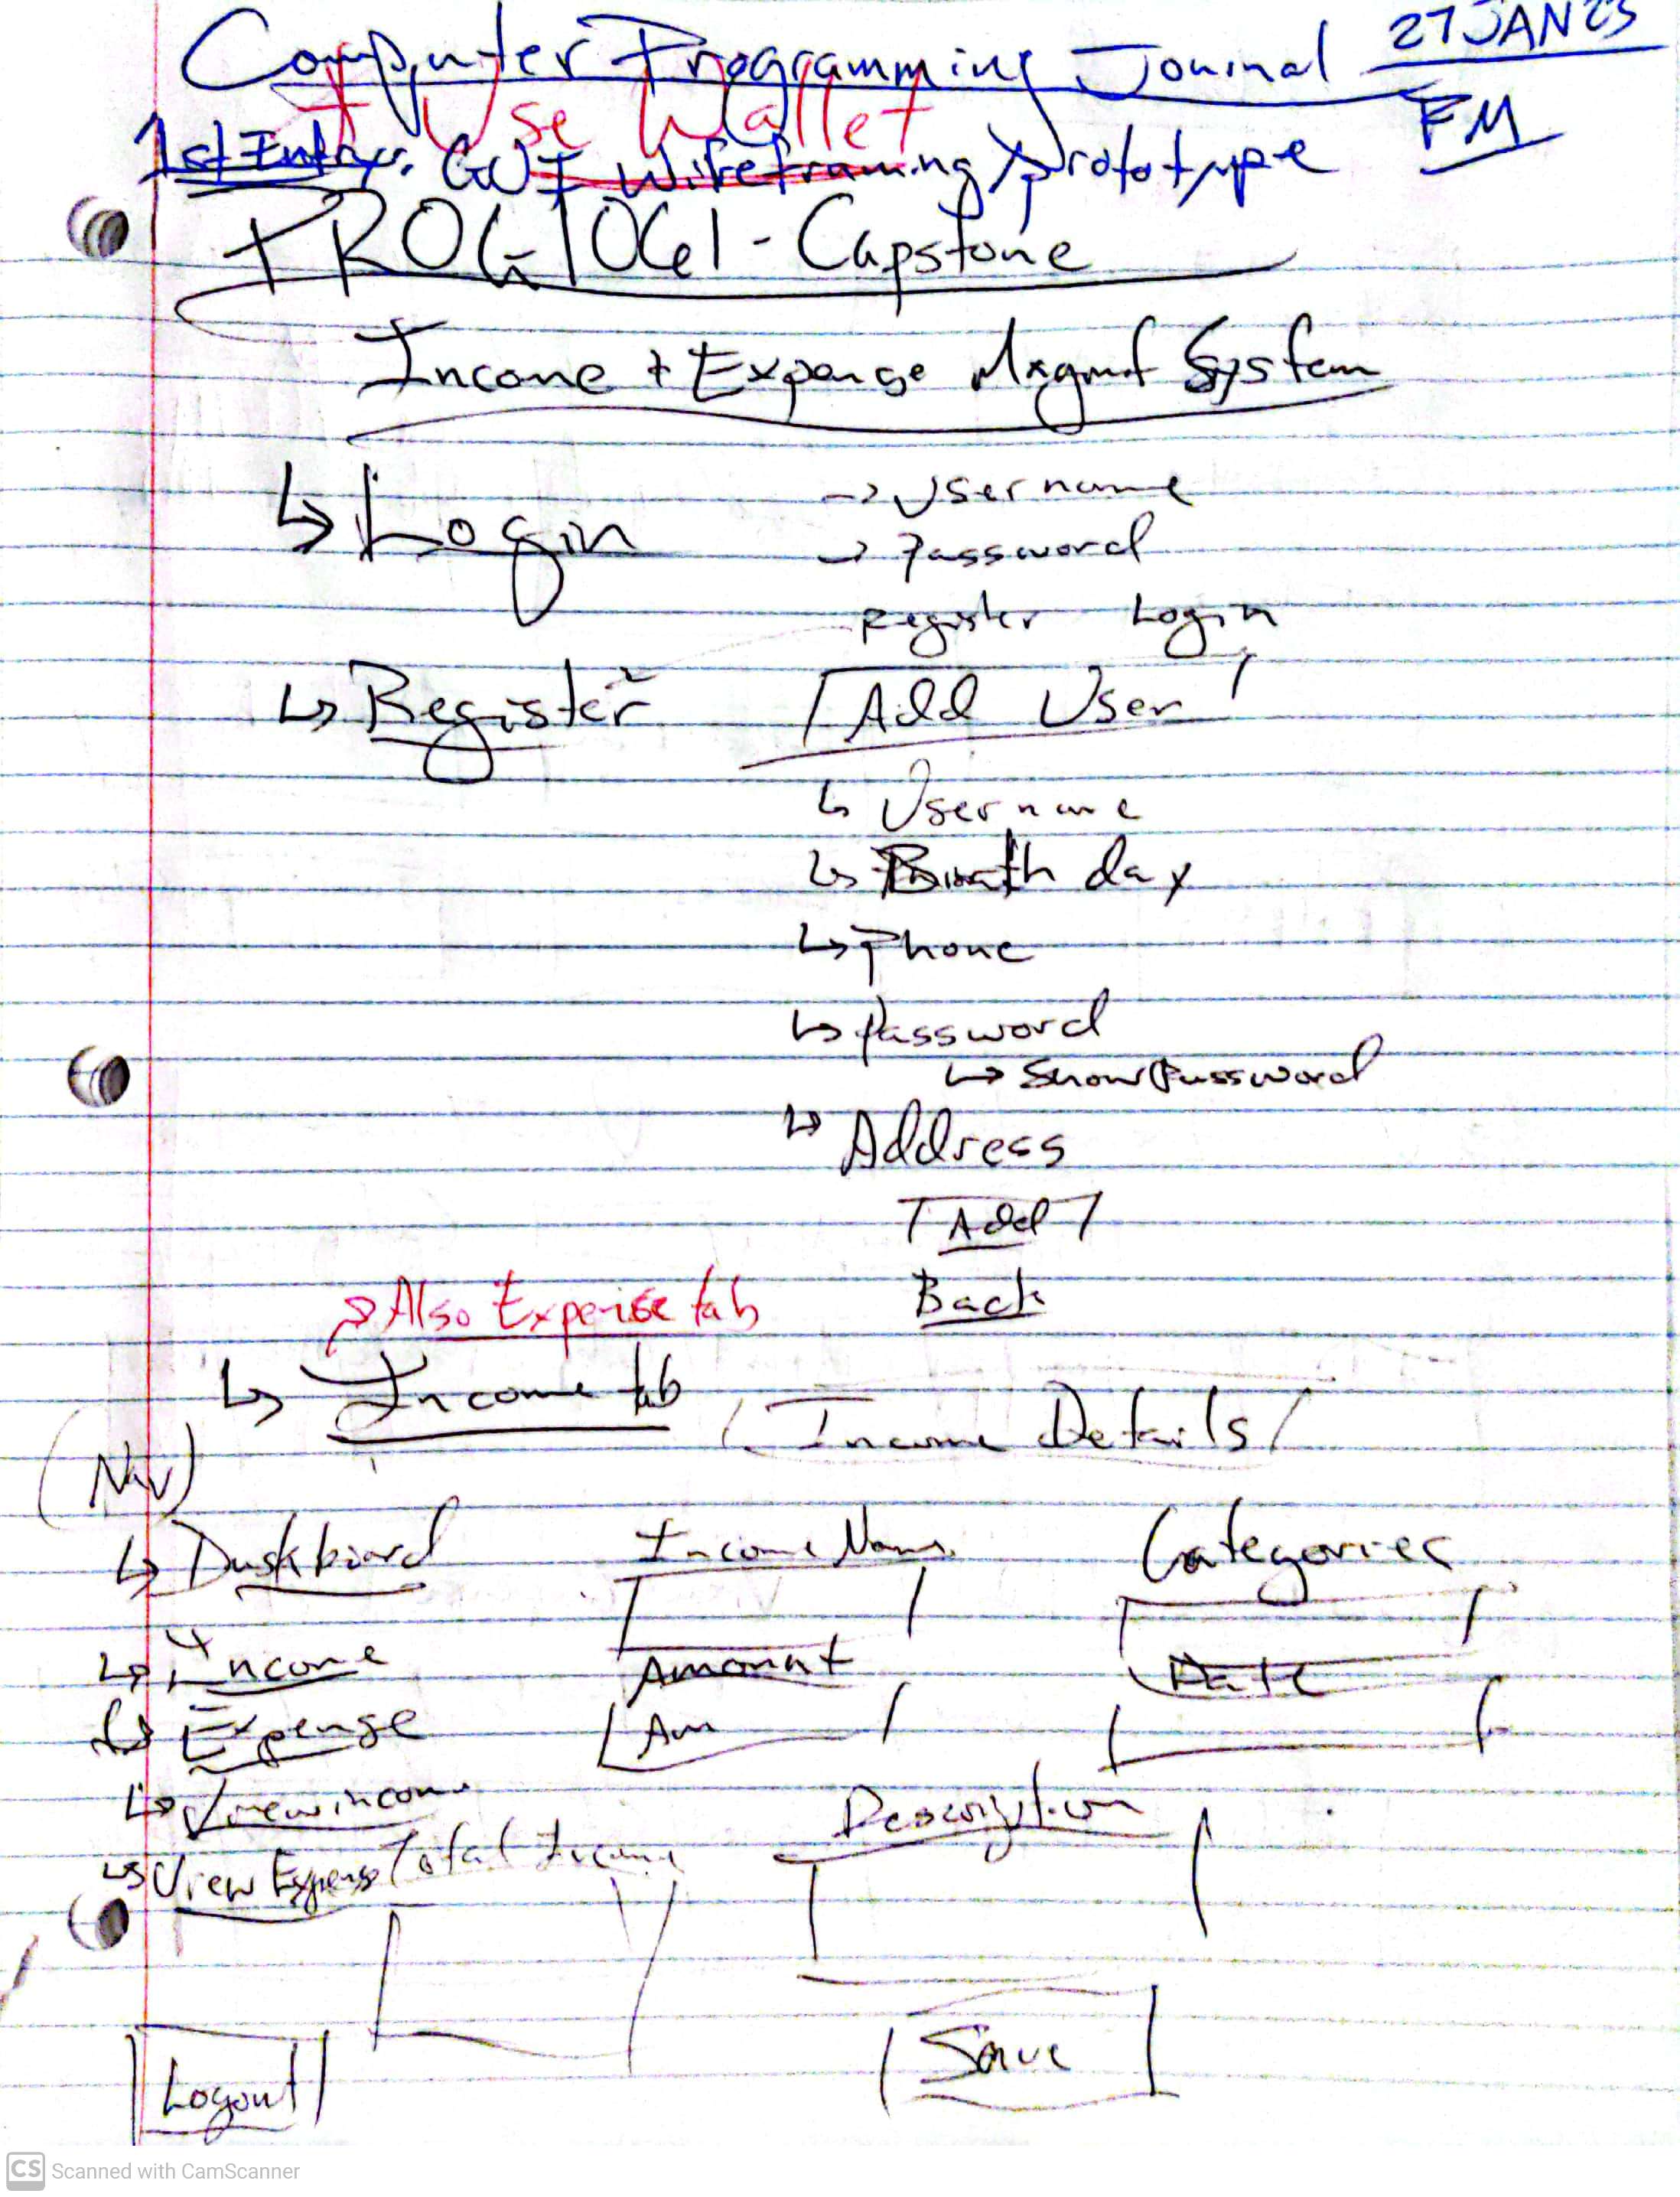 Computer Programming Journal 27JAN23
I Use Wallet FM
1st Entry: GUI Wireframing/Prototype
PROG1061 - Capstone
Income + Expense Mngmt System
↳ Login → Username
→ Password
Register Login
↳ Register Add User
↳ Username
↳ Birthday
↳ Phone
↳ Password
↳ Show Password
↳ Address
Add
Back
→ Also Expense tab
↳ Income tab Income Details
(Nav)
↳ Dashboard Income Name Categories
↳ Income Amount Date
↳ Expense Am
↳ View income Description
↳ View Expense Total Income
Save
Logout
CS Scanned with CamScanner